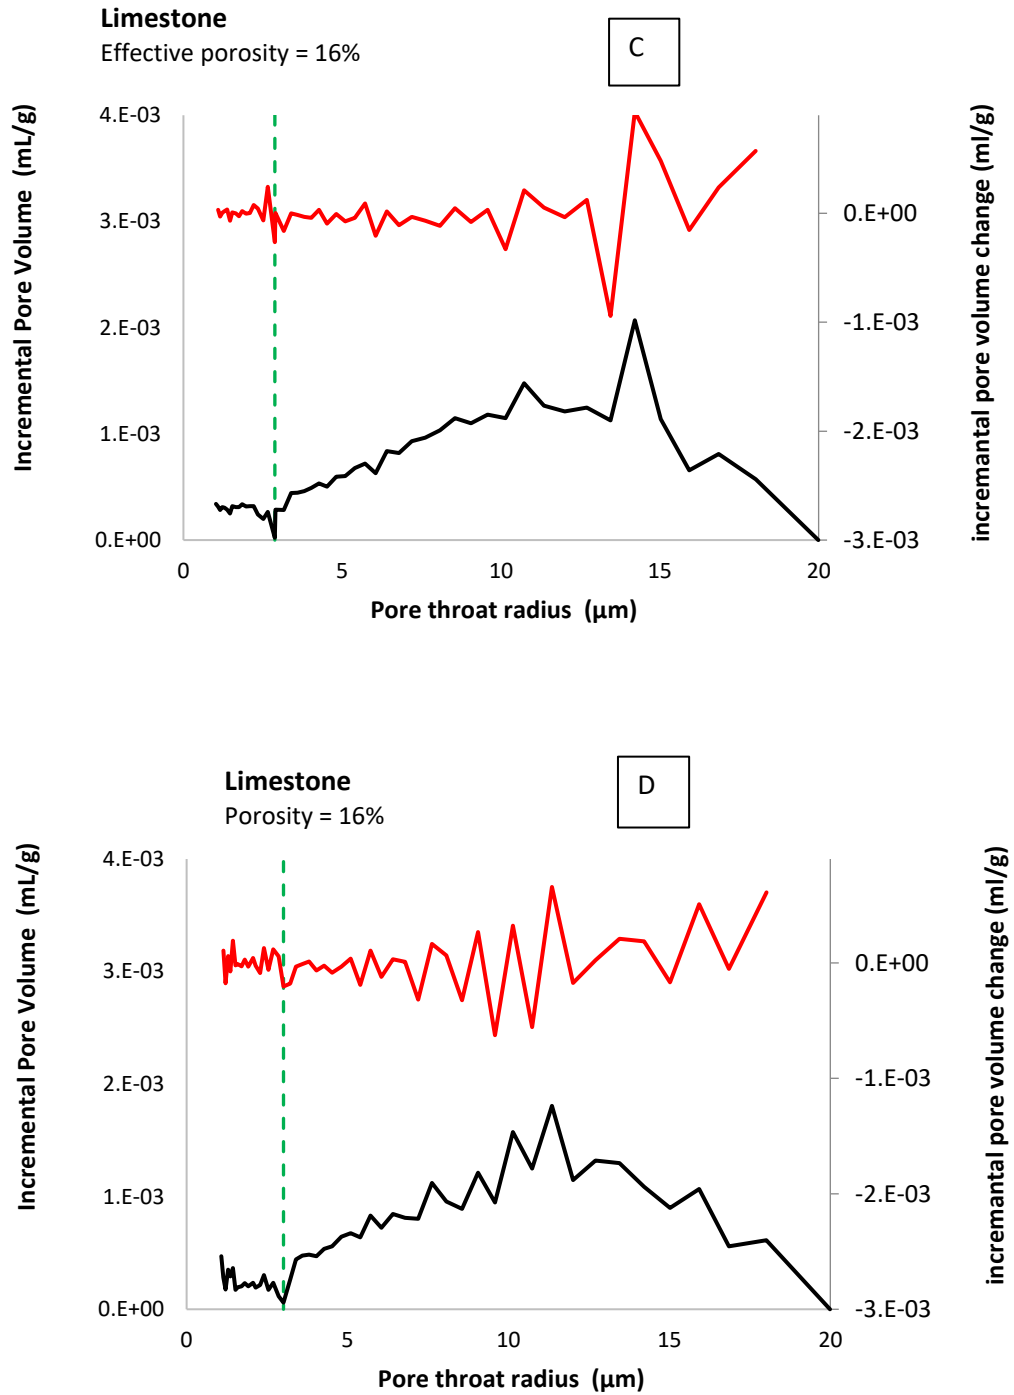 Limestone
Effective porosity = 16%
C
Incremental Pore Volume (mL/g)
4.E-03
3.E-03
2.E-03
1.E-03
0.E+00
0.E+00
-1.E-03
-2.E-03
-3.E-03
incremantal pore volume change (ml/g)
0 5 10 15 20
Pore throat radius (µm)
Limestone
Porosity = 16%
D
Incremental Pore Volume (mL/g)
4.E-03
3.E-03
2.E-03
1.E-03
0.E+00
0.E+00
-1.E-03
-2.E-03
-3.E-03
incremantal pore volume change (ml/g)
0 5 10 15 20
Pore throat radius (µm)